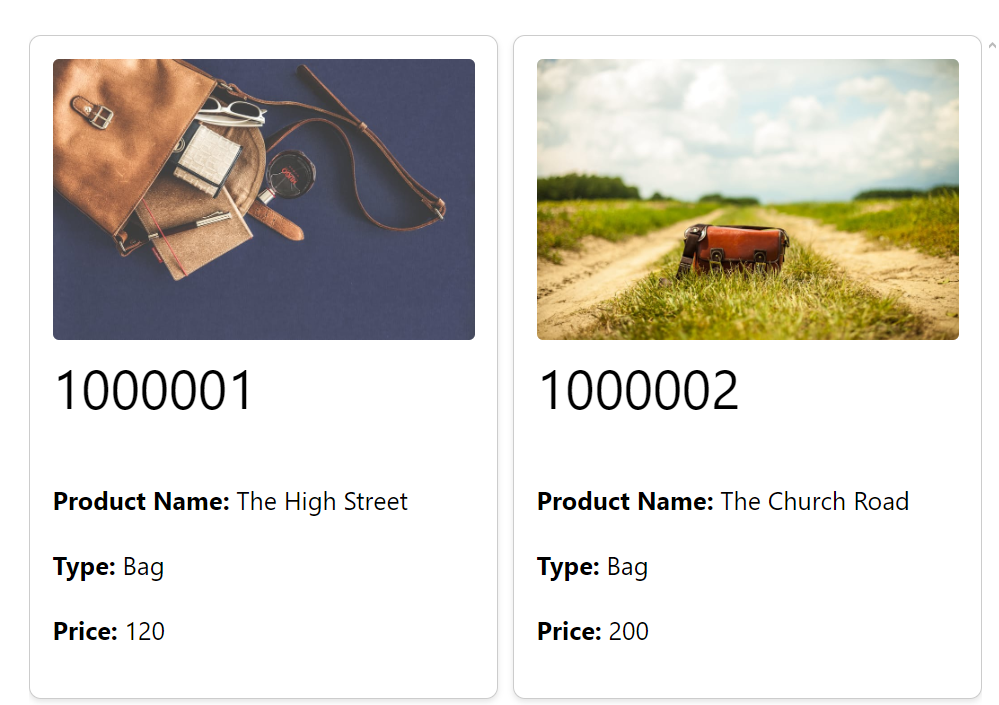 1000001
Product Name: The High Street
Type: Bag
Price: 120
1000002
Product Name: The Church Road
Type: Bag
Price: 200